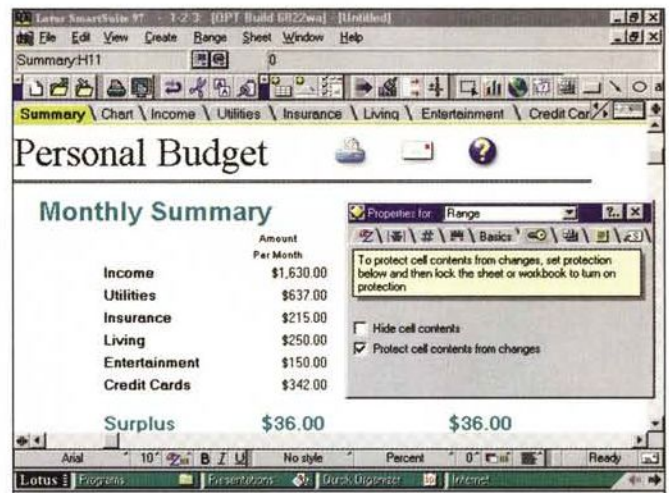 Lotus SmartSuite 97 - 1-2-3 [OPT Build 6822wa] - [Untitled]
File Edit View Create Range Sheet Window Help
Summary:H11 0
Summary Chart Income Utilities Insurance Living Entertainment Credit Car
Personal Budget
Monthly Summary
Amount
Per Month
Income $1,630.00
Utilities $637.00
Insurance $215.00
Living $250.00
Entertainment $150.00
Credit Cards $342.00
Surplus $36.00 $36.00
Properties for: Range ?.. X
# Basics
To protect cell contents from changes, set protection
below and then lock the sheet or workbook to turn on
protection
Hide cell contents
Protect cell contents from changes
Arial 10 B I U No style Percent 0 Ready
Lotus Programs Presentations Quick Organizer Internet